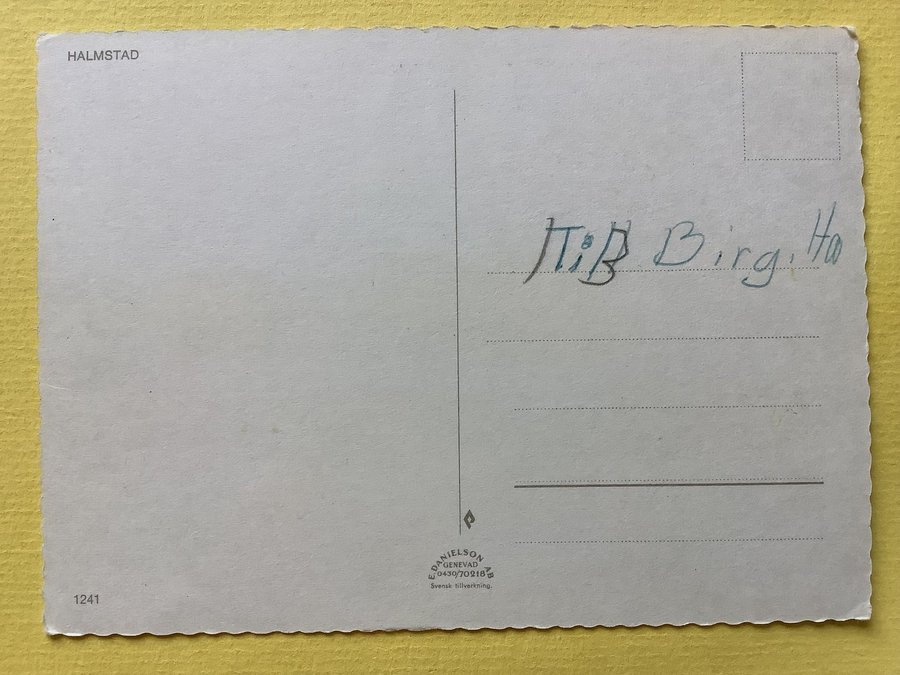 HALMSTAD
Till Birgitta
E. DANIELSON AB
GENEVAD
0430/70218
Svensk tillverkning.
1241